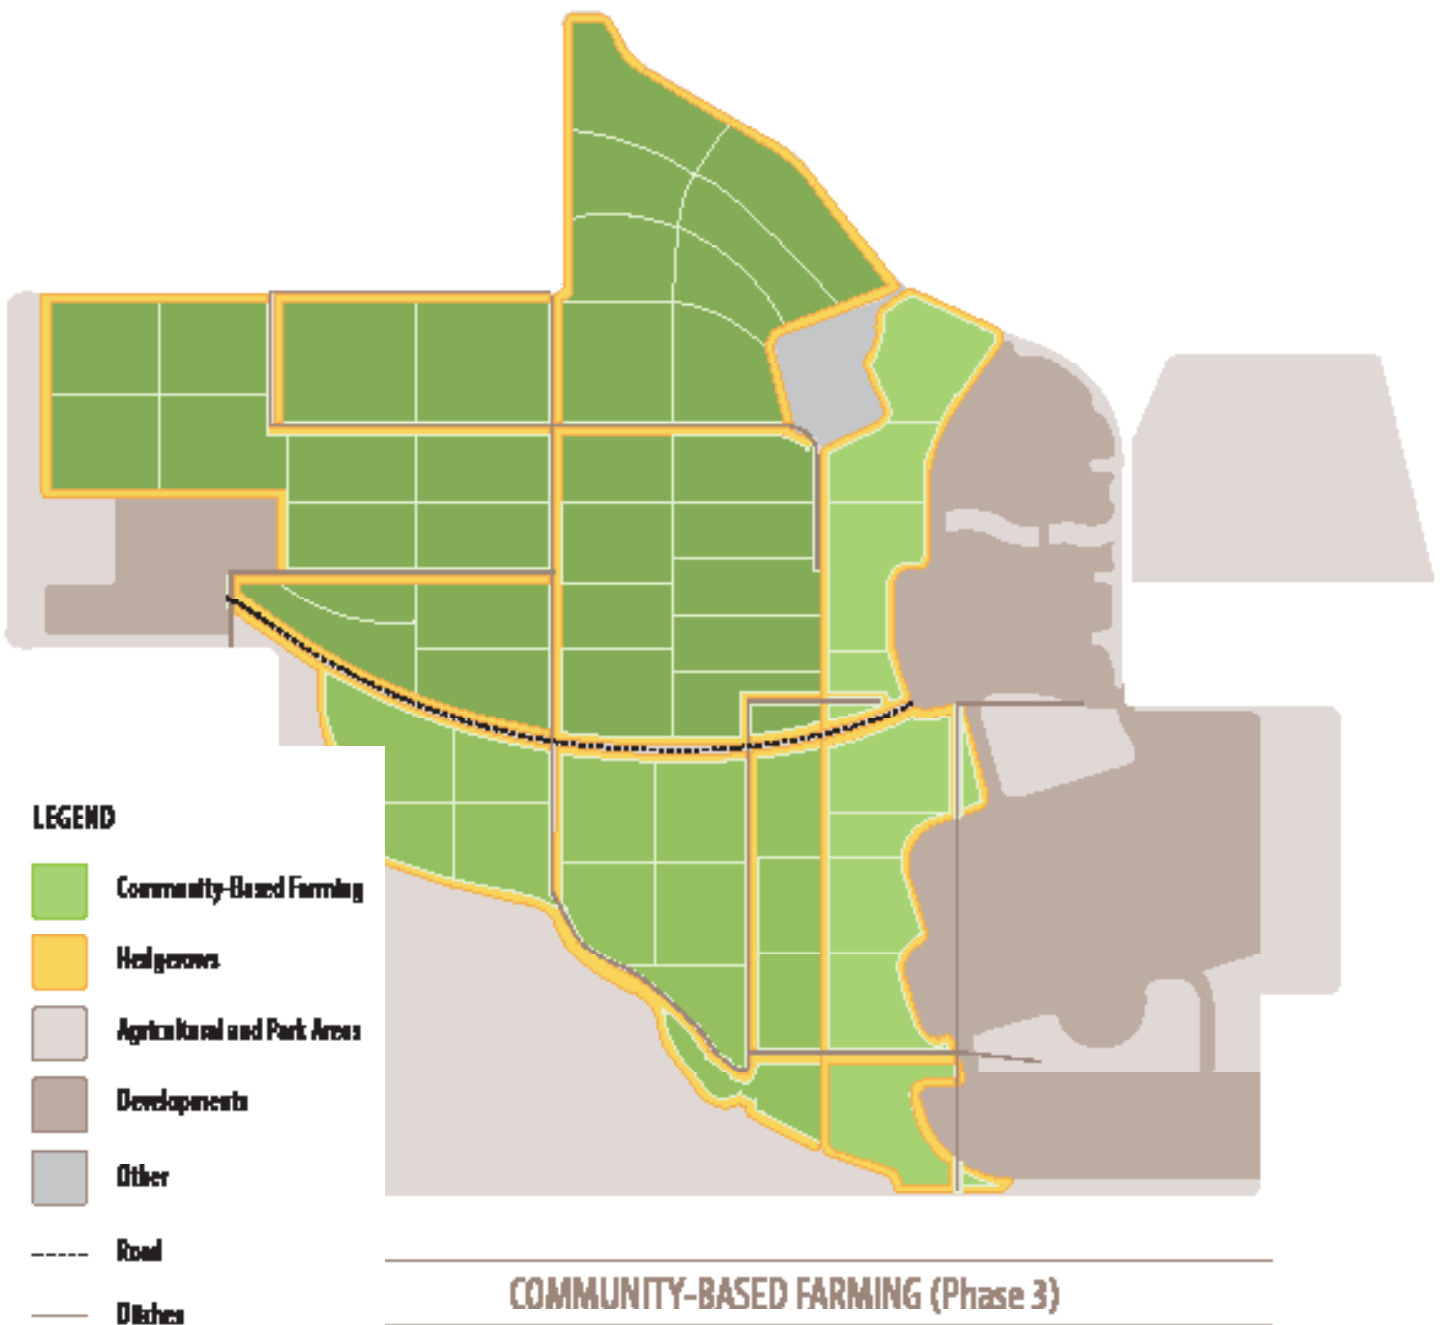 LEGEND
Community-Based Farming
Hedgerows
Agricultural and Park Areas
Developments
Other
Road
Ditches
COMMUNITY-BASED FARMING (Phase 3)